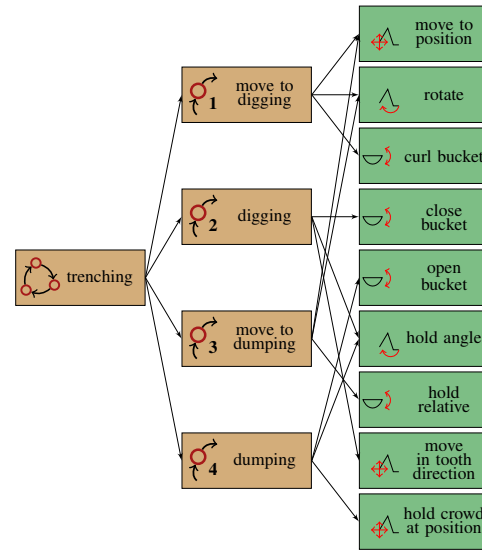 move to
position
1
move to
digging
rotate
curl bucket
2
digging
close
bucket
trenching
open
bucket
3
move to
dumping
hold angle
hold
relative
4
dumping
move
in tooth
direction
hold crowd
at position